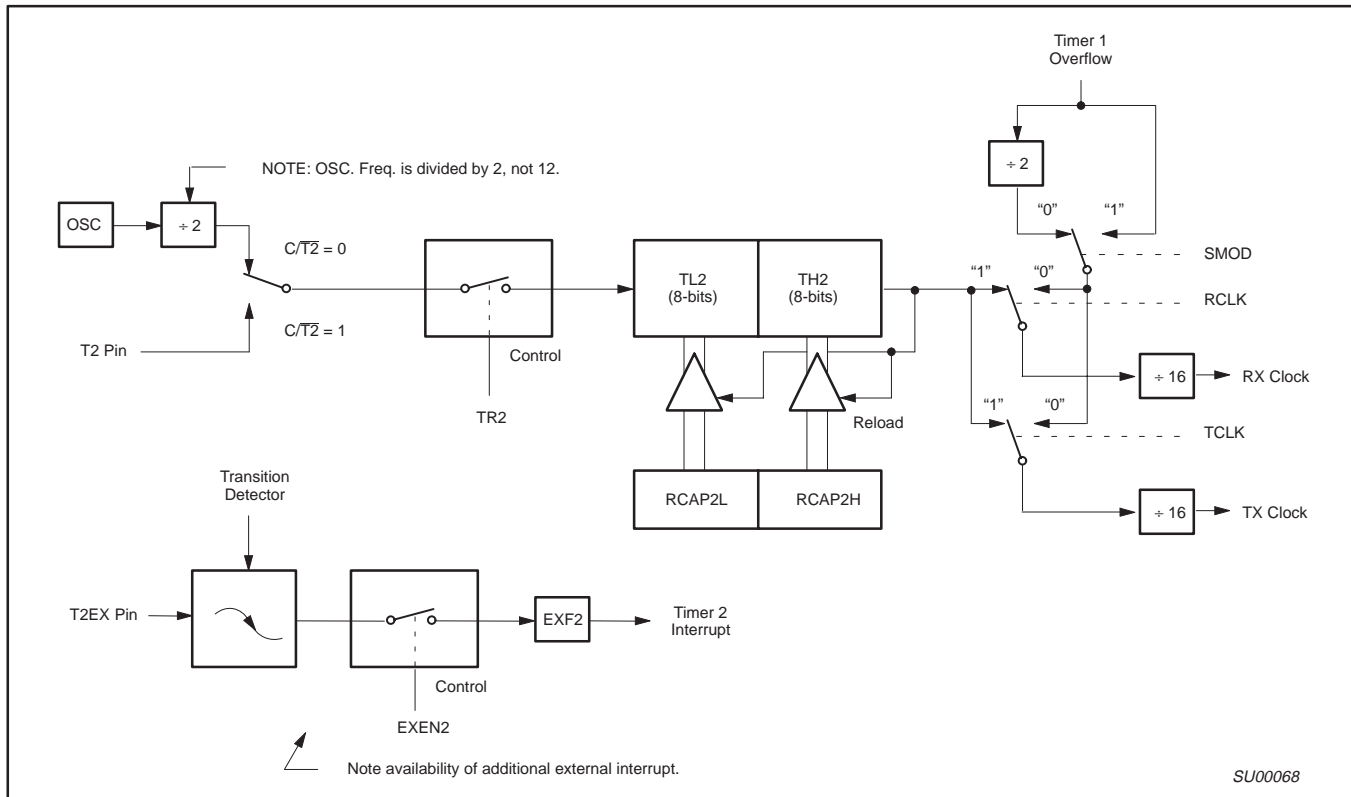 Timer 1
Overflow
÷ 2
NOTE: OSC. Freq. is divided by 2, not 12.
“0”
“1”
OSC
÷ 2
C/T2 = 0
SMOD
TL2
(8-bits)
TH2
(8-bits)
“1”
“0”
RCLK
C/T2 = 1
T2 Pin
Control
÷ 16
RX Clock
TR2
Reload
“1”
“0”
TCLK
Transition
Detector
RCAP2L
RCAP2H
÷ 16
TX Clock
T2EX Pin
EXF2
Timer 2
Interrupt
Control
EXEN2
Note availability of additional external interrupt.
SU00068